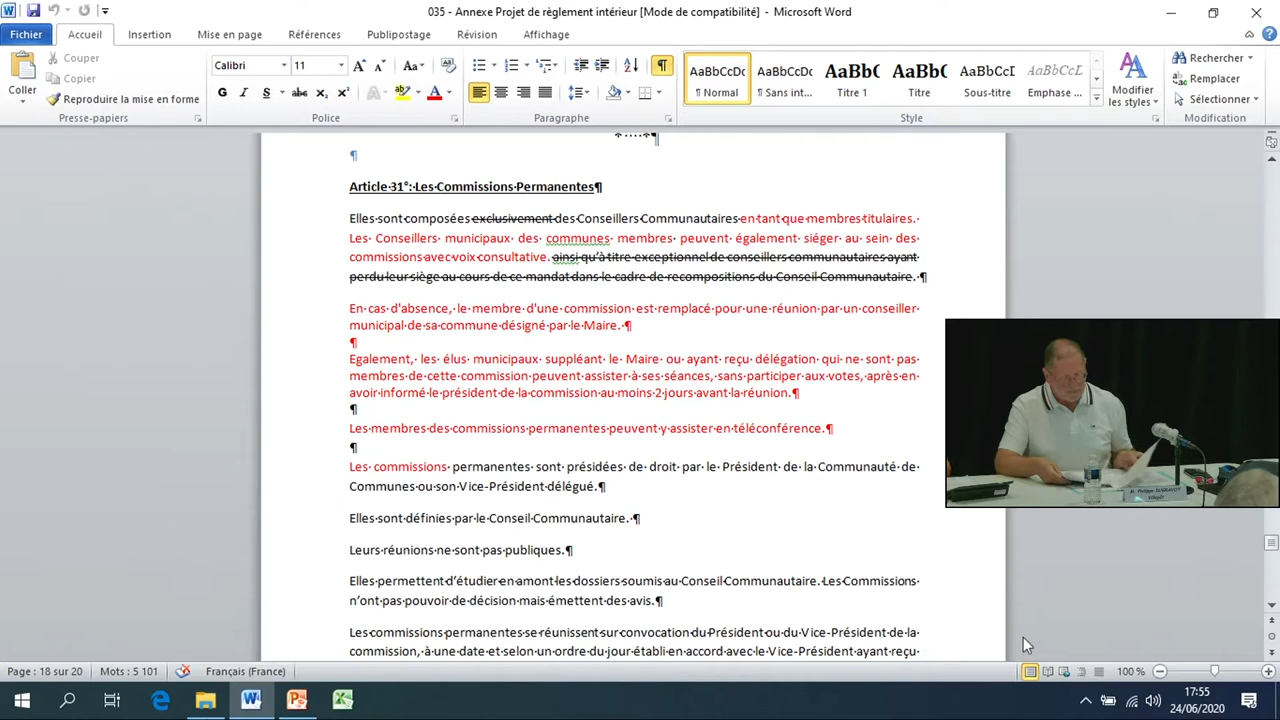 035 - Annexe Projet de règlement intérieur [Mode de compatibilité] - Microsoft Word
Fichier Accueil Insertion Mise en page Références Publipostage Révision Affichage
Coller
Couper
Copier
Reproduire la mise en forme
Presse-papiers
Calibri 11
Police
Paragraphe
AaBbCcDc AaBbCcDc AaBbC AaBbC AaBbCcD AaBbCcL
¶ Normal ¶ Sans int... Titre 1 Titre Sous-titre Emphase ...
Modifier les styles
Style
Rechercher
Remplacer
Sélectionner
Modification
Article 31°: Les Commissions Permanentes¶
Elles sont composées exclusivement des Conseillers Communautaires en tant que membres titulaires.
Les Conseillers municipaux des communes membres peuvent également siéger au sein des
commissions avec voix consultative. ainsi qu'à titre exceptionnel de conseillers communautaires ayant
perdu leur siège au cours de ce mandat dans le cadre de recompositions du Conseil Communautaire. ¶
En cas d'absence, le membre d'une commission est remplacé pour une réunion par un conseiller
municipal de sa commune désigné par le Maire. ¶
¶
Egalement, les élus municipaux suppléant le Maire ou ayant reçu délégation qui ne sont pas
membres de cette commission peuvent assister à ses séances, sans participer aux votes, après en
avoir informé le président de la commission au moins 2 jours avant la réunion.¶
¶
Les membres des commissions permanentes peuvent y assister en téléconférence.¶
¶
Les commissions permanentes sont présidées de droit par le Président de la Communauté de
Communes ou son Vice-Président délégué.¶
Elles sont définies par le Conseil Communautaire. ¶
Leurs réunions ne sont pas publiques.¶
Elles permettent d'étudier en amont les dossiers soumis au Conseil Communautaire. Les Commissions
n'ont pas pouvoir de décision mais émettent des avis.¶
Les commissions permanentes se réunissent sur convocation du Président ou du Vice-Président de la
commission, à une date et selon un ordre du jour établi en accord avec le Vice-Président ayant reçu
Page : 18 sur 20 Mots : 5 101 Français (France) 100 %
17:55
24/06/2020